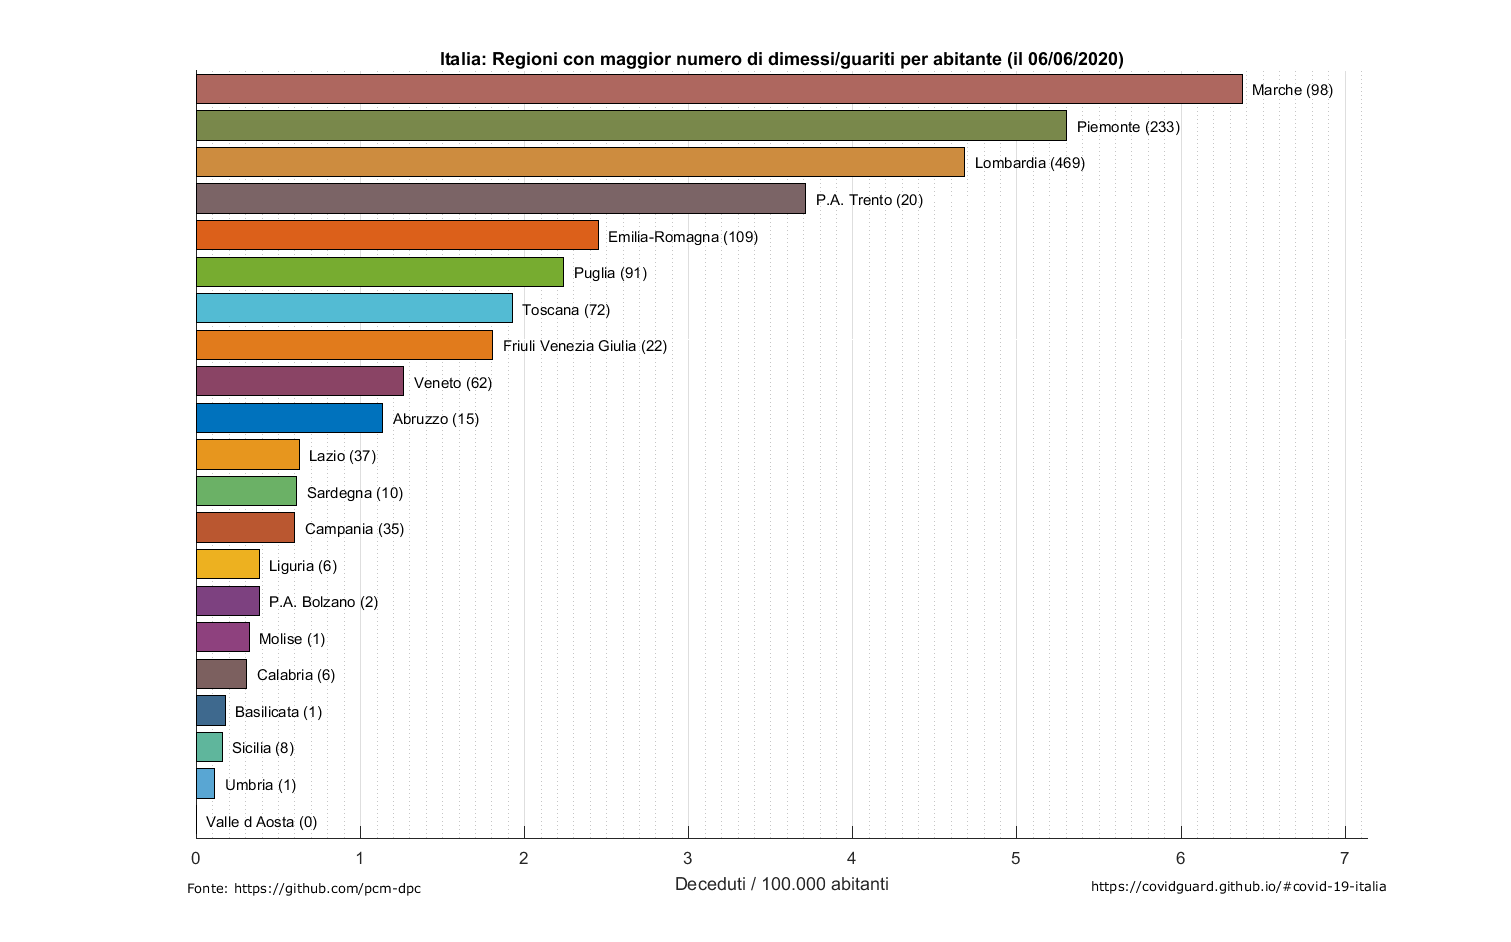 Italia: Regioni con maggior numero di dimessi/guariti per abitante (il 06/06/2020)
Marche (98)
Piemonte (233)
Lombardia (469)
P.A. Trento (20)
Emilia-Romagna (109)
Puglia (91)
Toscana (72)
Friuli Venezia Giulia (22)
Veneto (62)
Abruzzo (15)
Lazio (37)
Sardegna (10)
Campania (35)
Liguria (6)
P.A. Bolzano (2)
Molise (1)
Calabria (6)
Basilicata (1)
Sicilia (8)
Umbria (1)
Valle d Aosta (0)
0 1 2 3 4 5 6 7
Deceduti / 100.000 abitanti
Fonte: https://github.com/pcm-dpc
https://covidguard.github.io/#covid-19-italia